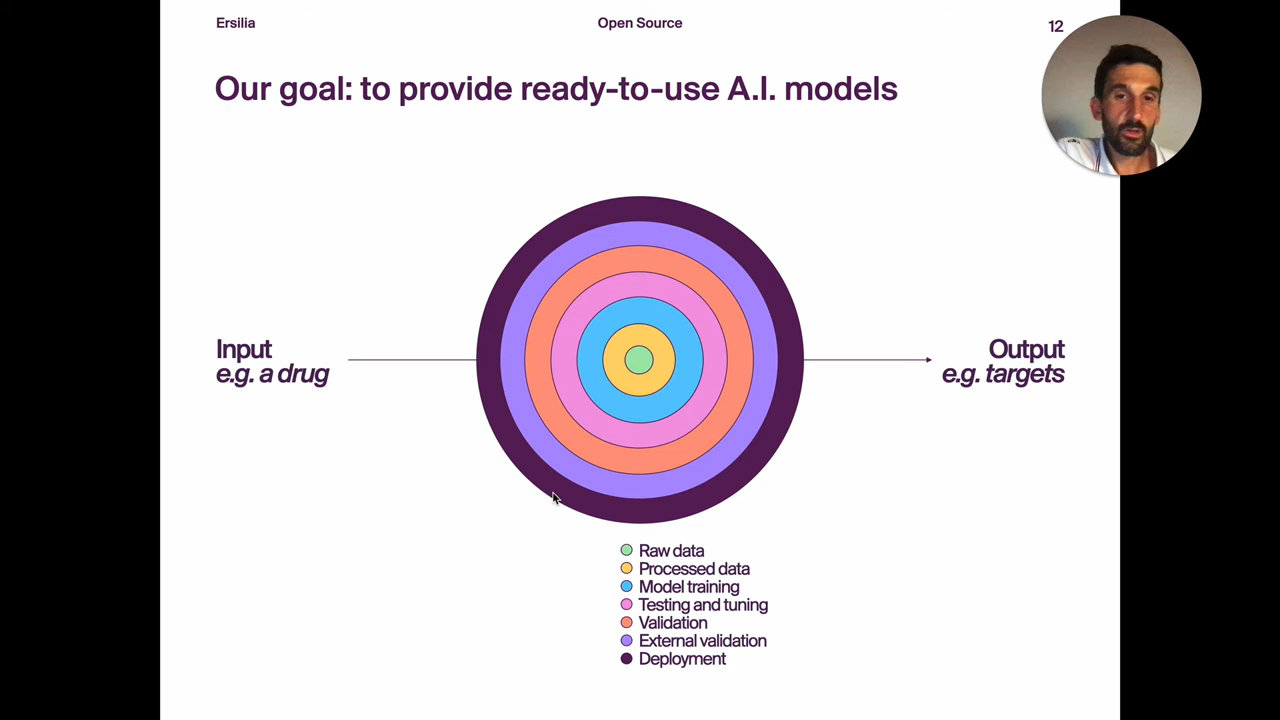 Ersilia
Open Source
12
Our goal: to provide ready-to-use A.I. models
Input
e.g. a drug
Output
e.g. targets
Raw data
Processed data
Model training
Testing and tuning
Validation
External validation
Deployment